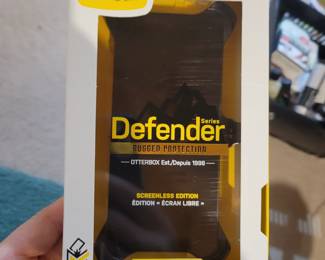 Defender
Series
RUGGED PROTECTION
OTTERBOX Est./Depuis 1998
SCREENLESS EDITION
ÉDITION « ÉCRAN LIBRE »